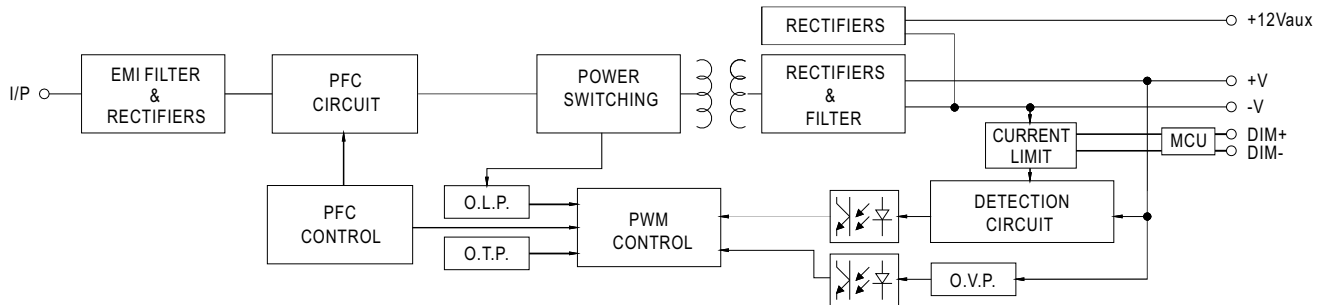 RECTIFIERS
+12Vaux
I/P
EMI FILTER
&
RECTIFIERS
PFC
CIRCUIT
POWER
SWITCHING
RECTIFIERS
&
FILTER
+V
-V
CURRENT
LIMIT
MCU
DIM+
DIM-
PFC
CONTROL
O.L.P.
O.T.P.
PWM
CONTROL
DETECTION
CIRCUIT
O.V.P.